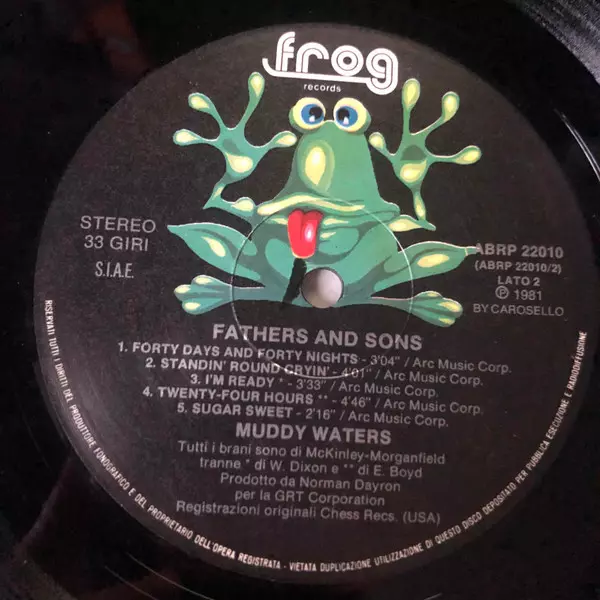 frog
records
STEREO
33 GIRI
S.I.A.E.
ABRP 22010
(ABRP 22010/2)
LATO 2
℗ 1981
BY CAROSELLO
FATHERS AND SONS
1. FORTY DAYS AND FORTY NIGHTS - 3'04" / Arc Music Corp.
2. STANDIN' ROUND CRYIN' - 4'01" / Arc Music Corp.
3. I'M READY * - 3'33" / Arc Music Corp.
4. TWENTY-FOUR HOURS ** - 4'46" / Arc Music Corp.
5. SUGAR SWEET - 2'16" / Arc Music Corp.
MUDDY WATERS
Tutti i brani sono di McKinley-Morganfield
tranne * di W. Dixon e ** di E. Boyd
Prodotto da Norman Dayron
per la GRT Corporation
Registrazioni originali Chess Recs. (USA)
RISERVATI TUTTI I DIRITTI DEL PRODUTTORE FONOGRAFICO E DEL PROPRIETARIO DELL'OPERA REGISTRATA - VIETATA DUPLICAZIONE UTILIZZAZIONE DI QUESTO DISCO DEPOSITATO PER PUBBLICA ESECUZIONE E RADIODIFFUSIONE